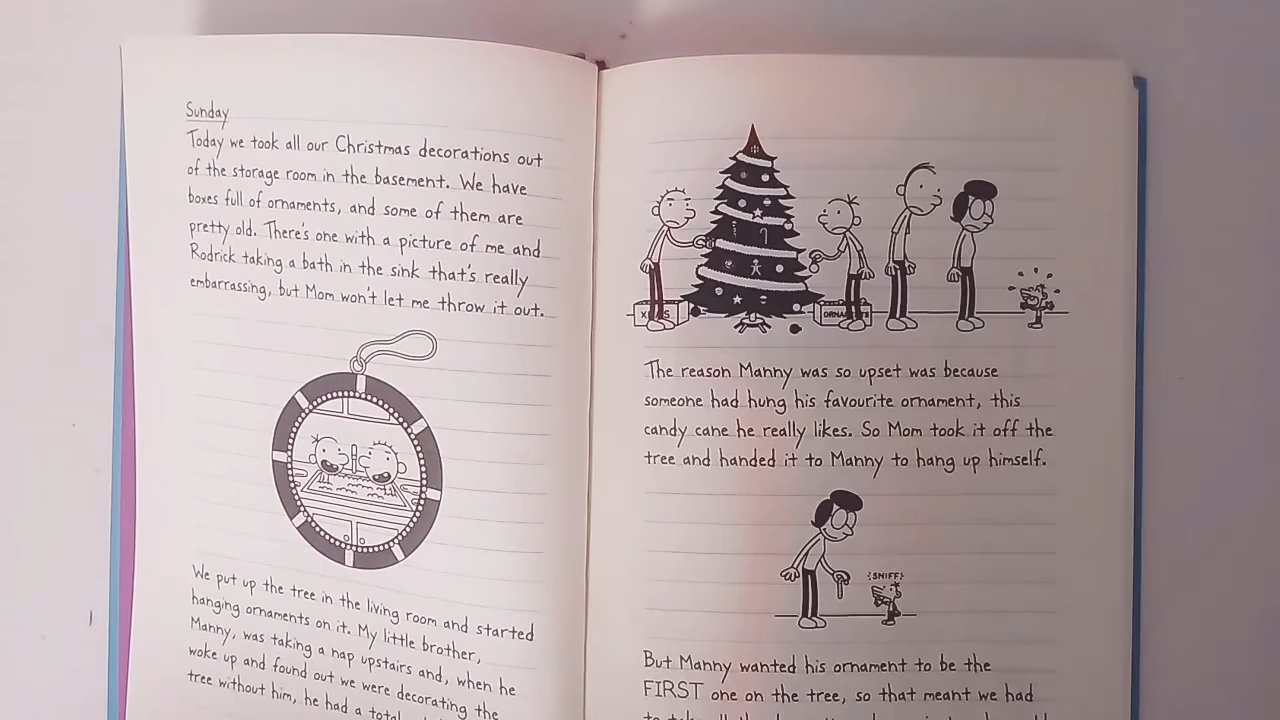 Sunday
Today we took all our Christmas decorations out
of the storage room in the basement. We have
boxes full of ornaments, and some of them are
pretty old. There's one with a picture of me and
Rodrick taking a bath in the sink that's really
embarrassing, but Mom won't let me throw it out.
We put up the tree in the living room and started
hanging ornaments on it. My little brother,
Manny, was taking a nap upstairs and, when he
woke up and found out we were decorating the
tree without him, he had a total
ORNA
The reason Manny was so upset was because
someone had hung his favourite ornament, this
candy cane he really likes. So Mom took it off the
tree and handed it to Manny to hang up himself.
SNIFF
But Manny wanted his ornament to be the
FIRST one on the tree, so that meant we had